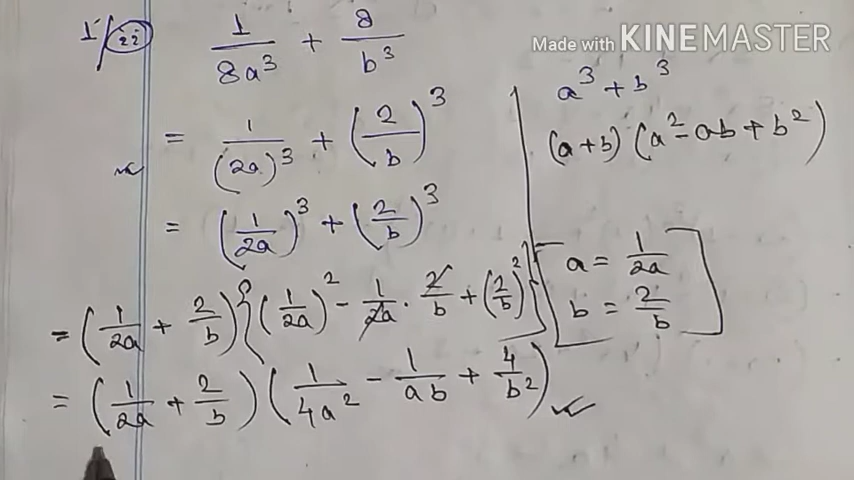 1/ii 1/8a³ + 8/b³
Made with KINEMASTER
a³ + b³
= 1/(2a)³ + (2/b)³
(a + b) (a² - ab + b²)
= (1/2a)³ + (2/b)³
a = 1/2a
b = 2/b
= (1/2a + 2/b) {(1/2a)² - 1/2a · 2/b + (2/b)²}
= (1/2a + 2/b) (1/4a² - 1/ab + 4/b²)